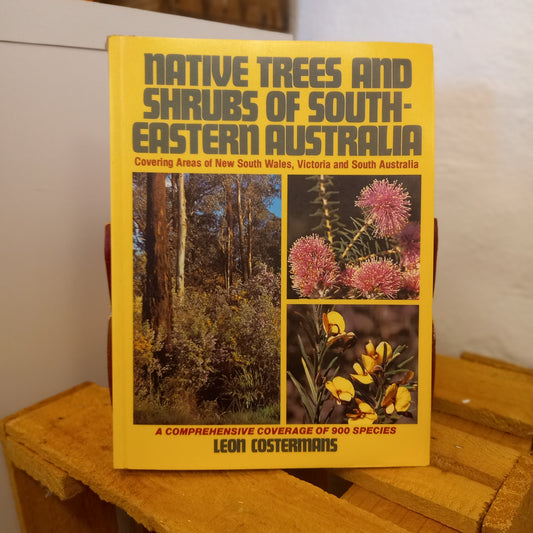 NATIVE TREES AND
SHRUBS OF SOUTH-
EASTERN AUSTRALIA
Covering Areas of New South Wales, Victoria and South Australia
A COMPREHENSIVE COVERAGE OF 900 SPECIES
LEON COSTERMANS